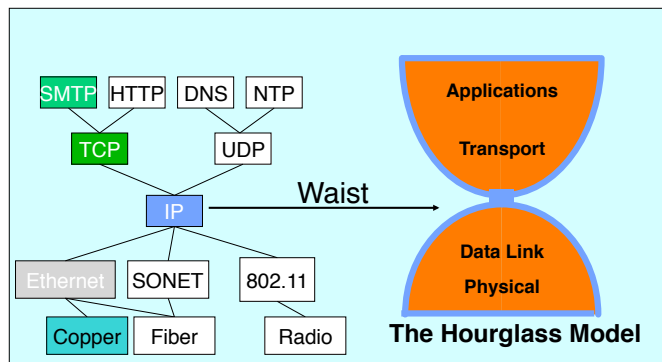 SMTP HTTP DNS NTP
TCP UDP
IP
Waist
Ethernet SONET 802.11
Copper Fiber Radio
Applications
Transport
Data Link
Physical
The Hourglass Model